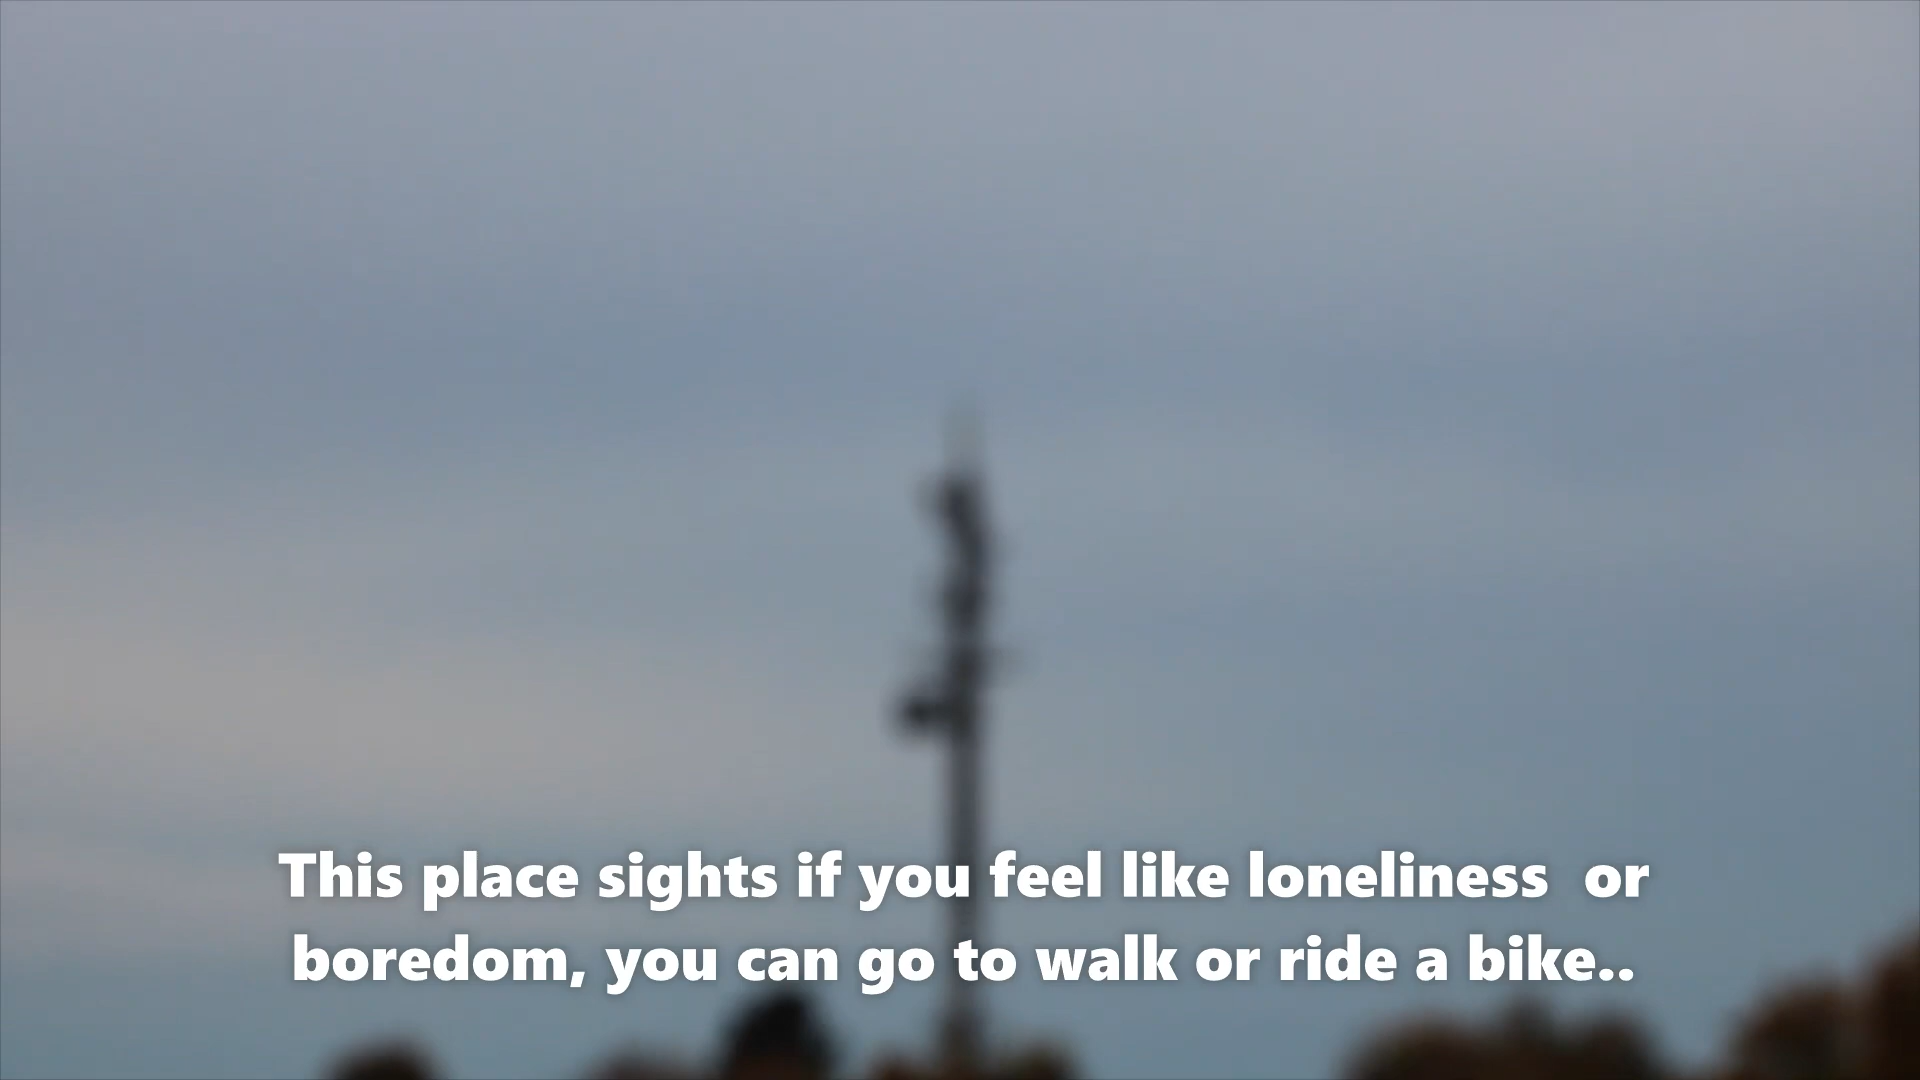 This place sights if you feel like loneliness  or
boredom, you can go to walk or ride a bike..